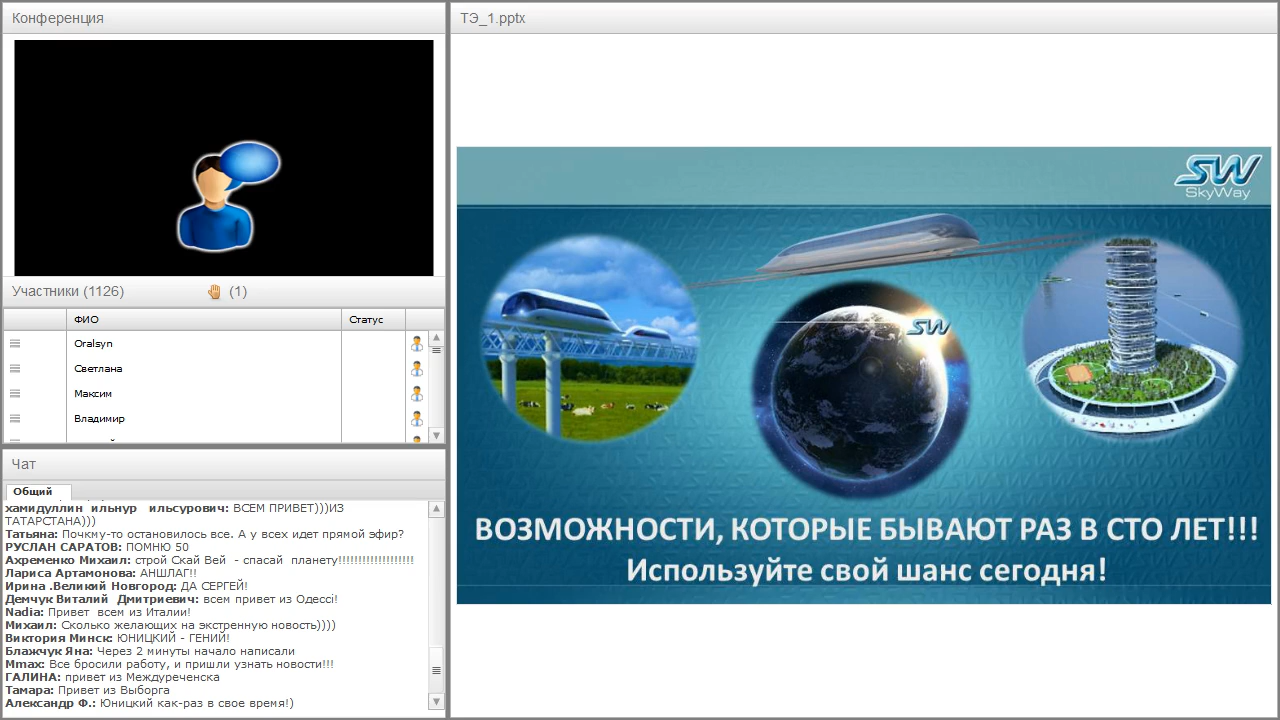 Конференция
Участники (1126)
(1)
ФИО
Статус
Oralsyn
Светлана
Максим
Владимир
Чат
Общий
хамидуллин ильнур ильсурович: ВСЕМ ПРИВЕТ)))ИЗ
ТАТАРСТАНА)))
Татьяна: Почкму-то остановилось все. А у всех идет прямой эфир?
РУСЛАН САРАТОВ: ПОМНЮ 50
Ахременко Михаил: строй Скай Вей - спасай планету!!!!!!!!!!!!!!!!!!!
Лариса Артамонова: АНШЛАГ!!
Ирина .Великий Новгород: ДА СЕРГЕЙ!
Демчук Виталий Дмитриевич: всем привет из Одессі!
Nadia: Привет всем из Италии!
Михаил: Сколько желающих на экстренную новость))))
Виктория Минск: ЮНИЦКИЙ - ГЕНИЙ!
Блажчук Яна: Через 2 минуты начало написали
Mmax: Все бросили работу, и пришли узнать новости!!!
ГАЛИНА: привет из Междуреченска
Тамара: Привет из Выборга
Александр Ф.: Юницкий как-раз в свое время!)
ТЭ_1.pptx
SW
SkyWay
SW
ВОЗМОЖНОСТИ, КОТОРЫЕ БЫВАЮТ РАЗ В СТО ЛЕТ!!!
Используйте свой шанс сегодня!